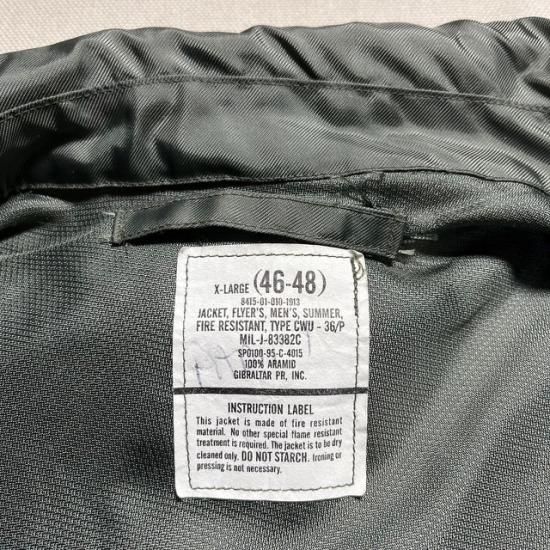 X-LARGE (46-48)
8415-01-010-1913
JACKET, FLYER'S, MEN'S, SUMMER,
FIRE RESISTANT, TYPE CWU - 36/P
MIL-J-83382C
SPO100-95-C-4015
100% ARAMID
GIBRALTAR PR, INC.
INSTRUCTION LABEL
This jacket is made of fire resistant
material. No other special flame resistant
treatment is required. The jacket is to be dry
cleaned only. DO NOT STARCH. Ironing or
pressing is not necessary.